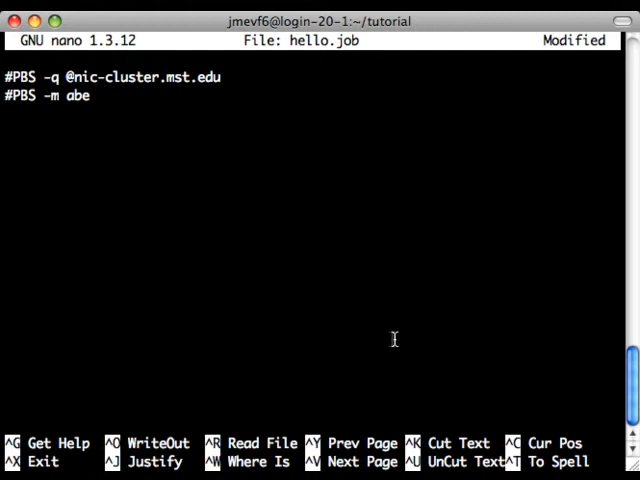 jmevf6@login-20-1:~/tutorial
GNU nano 1.3.12 File: hello.job Modified
#PBS -q @nic-cluster.mst.edu
#PBS -m abe
^G Get Help ^O WriteOut ^R Read File ^Y Prev Page ^K Cut Text ^C Cur Pos
^X Exit ^J Justify ^W Where Is ^V Next Page ^U UnCut Text ^T To Spell